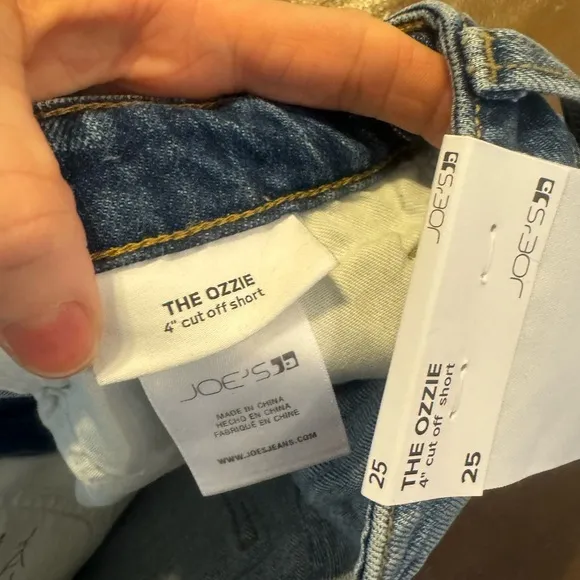 THE OZZIE
4" cut off short
JOE'S
MADE IN CHINA
HECHO EN CHINA
FABRIQUÉ EN CHINE
WWW.JOESJEANS.COM
JOE'S
25
JOE'S
THE OZZIE
4" cut off short
25